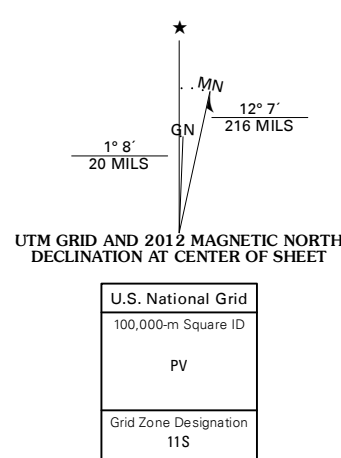 ★
MN
GN
12° 7´
216 MILS
1° 8´
20 MILS
UTM GRID AND 2012 MAGNETIC NORTH
DECLINATION AT CENTER OF SHEET
U.S. National Grid
100,000-m Square ID
PV
Grid Zone Designation
11S